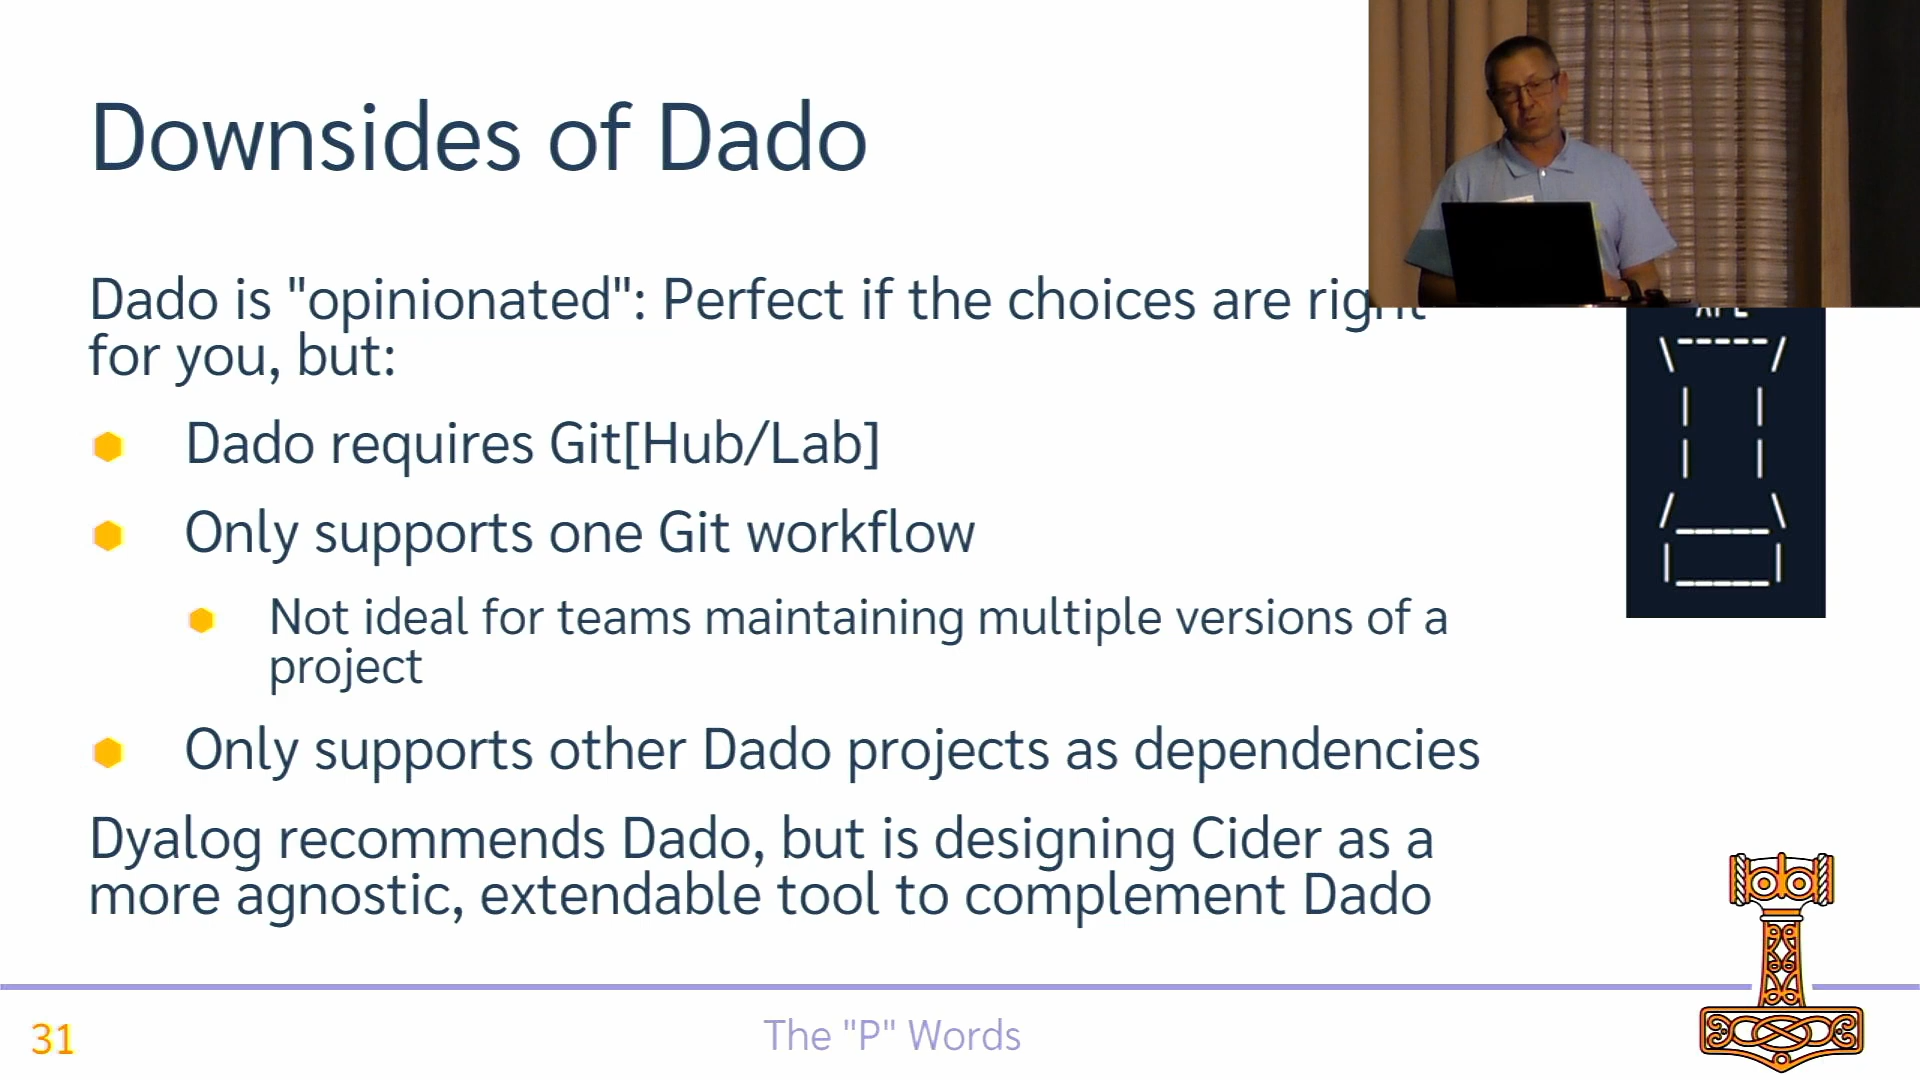 Downsides of Dado
Dado is "opinionated": Perfect if the choices are right
for you, but:
Dado requires Git[Hub/Lab]
Only supports one Git workflow
Not ideal for teams maintaining multiple versions of a
project
Only supports other Dado projects as dependencies
Dyalog recommends Dado, but is designing Cider as a
more agnostic, extendable tool to complement Dado
31
The "P" Words